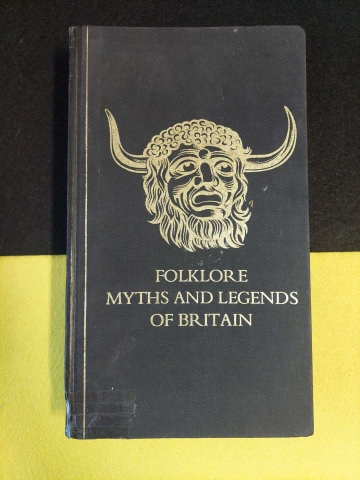 FOLKLORE
MYTHS AND LEGENDS
OF BRITAIN